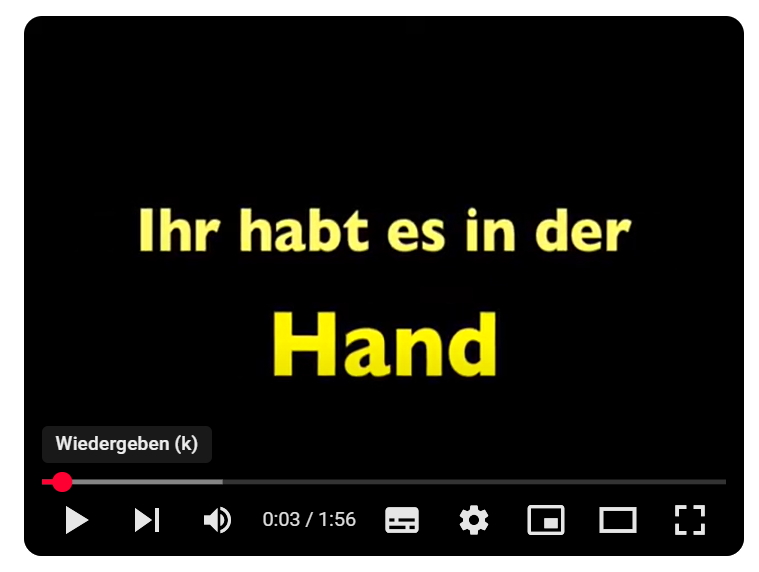 Ihr habt es in der
Hand
Wiedergeben (k)
0:03 / 1:56